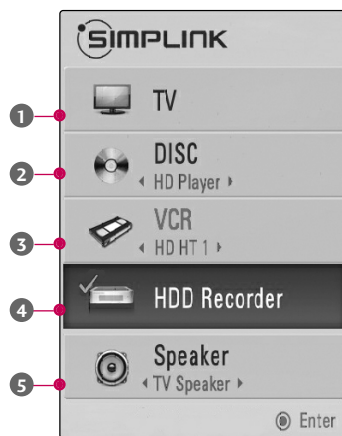 SIMPLINK
1 TV
2 DISC
◀ HD Player ▶
3 VCR
◀ HD HT 1 ▶
4 HDD Recorder
5 Speaker
◀ TV Speaker ▶
◉ Enter